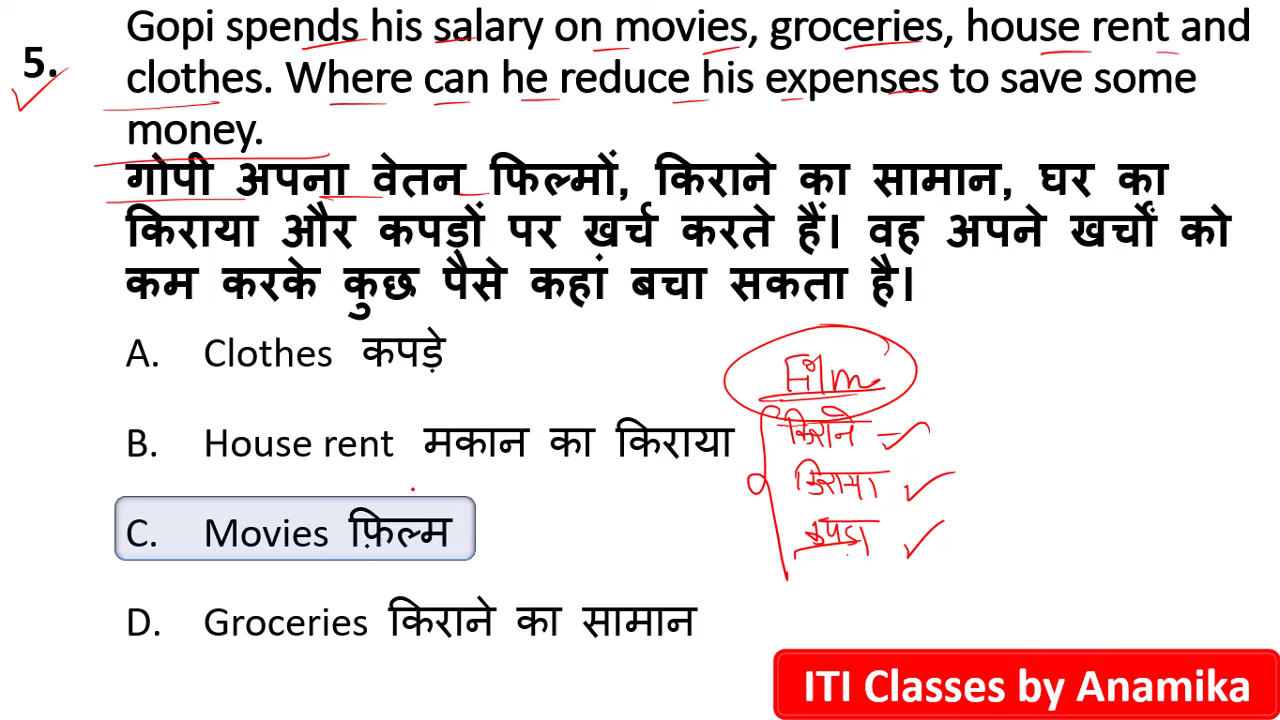 5.
Gopi spends his salary on movies, groceries, house rent and
clothes. Where can he reduce his expenses to save some
money.
गोपी अपना वेतन फिल्मों, किराने का सामान, घर का
किराया और कपड़ों पर खर्च करते हैं। वह अपने खर्चों को
कम करके कुछ पैसे कहां बचा सकता है।
A. Clothes कपड़े
B. House rent मकान का किराया
C. Movies फ़िल्म
D. Groceries किराने का सामान
Film
किराने
किराया
कपड़ा
ITI Classes by Anamika